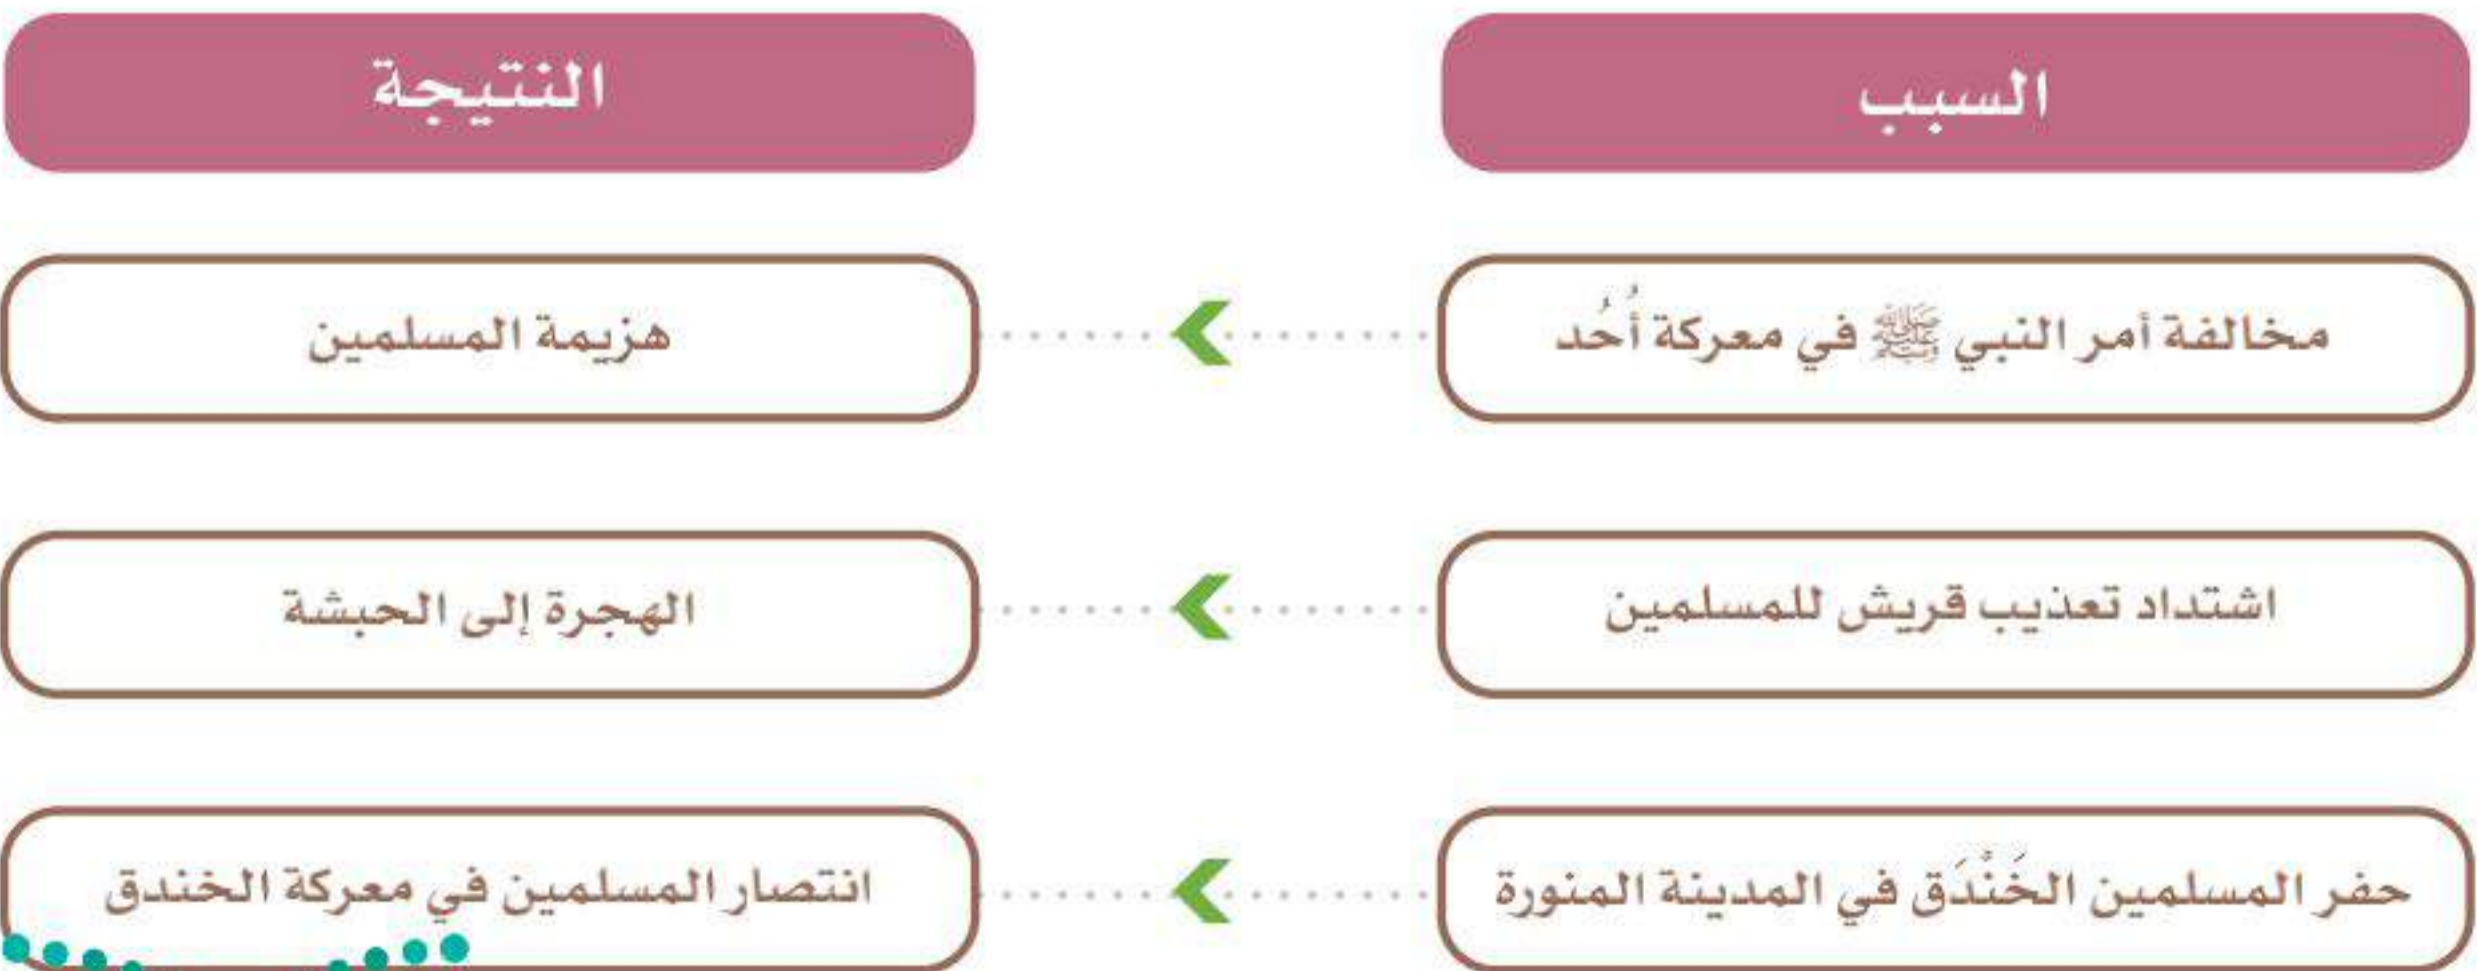 السبب
النتيجة
مخالفة أمر النبي ﷺ في معركة أُحُد
هزيمة المسلمين
اشتداد تعذيب قريش للمسلمين
الهجرة إلى الحبشة
حفر المسلمين الخَنْدَق في المدينة المنورة
انتصار المسلمين في معركة الخندق